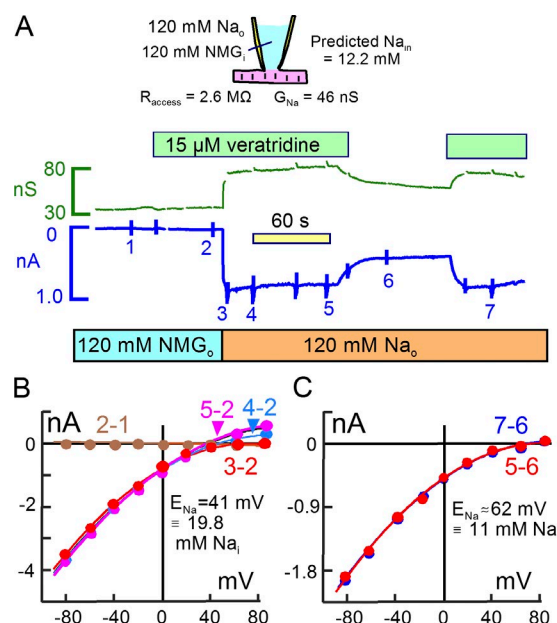 A
120 mM Naₒ
120 mM NMGᵢ
Predicted Naᵢₙ
= 12.2 mM
Rₐccess = 2.6 MΩ G_Na = 46 nS
15 µM veratridine
80
nS
30
0
nA
1.0
60 s
1
2
3
4
5
6
7
120 mM NMGₒ
120 mM Naₒ
B
nA
2-1
5-2
4-2
3-2
0
-2
-4
E_Na=41 mV
≡ 19.8
mM Naᵢ
mV
-80 -40 0 40 80
C
nA
7-6
5-6
0
-0.9
-1.8
E_Na≈62 mV
≡ 11 mM Na
mV
-80 -40 0 40 80